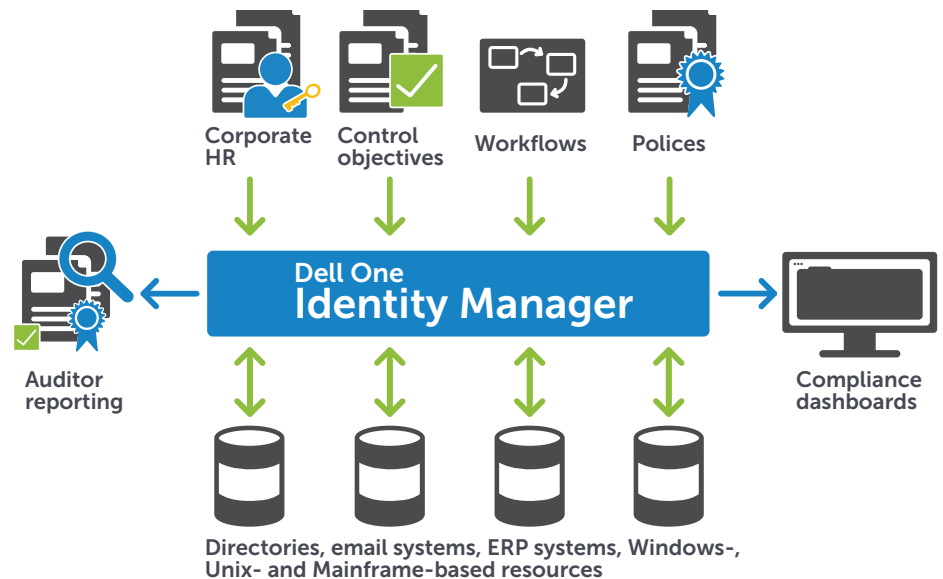 Corporate
HR
Control
objectives
Workflows
Polices
Dell One
Identity Manager
Auditor
reporting
Compliance
dashboards
Directories, email systems, ERP systems, Windows-,
Unix- and Mainframe-based resources